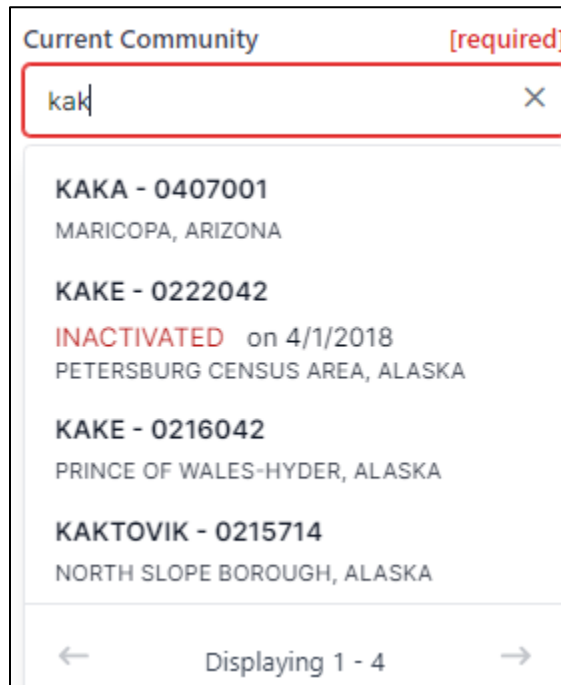 Current Community [required]
kak
KAKA - 0407001
MARICOPA, ARIZONA
KAKE - 0222042
INACTIVATED on 4/1/2018
PETERSBURG CENSUS AREA, ALASKA
KAKE - 0216042
PRINCE OF WALES-HYDER, ALASKA
KAKTOVIK - 0215714
NORTH SLOPE BOROUGH, ALASKA
Displaying 1 - 4